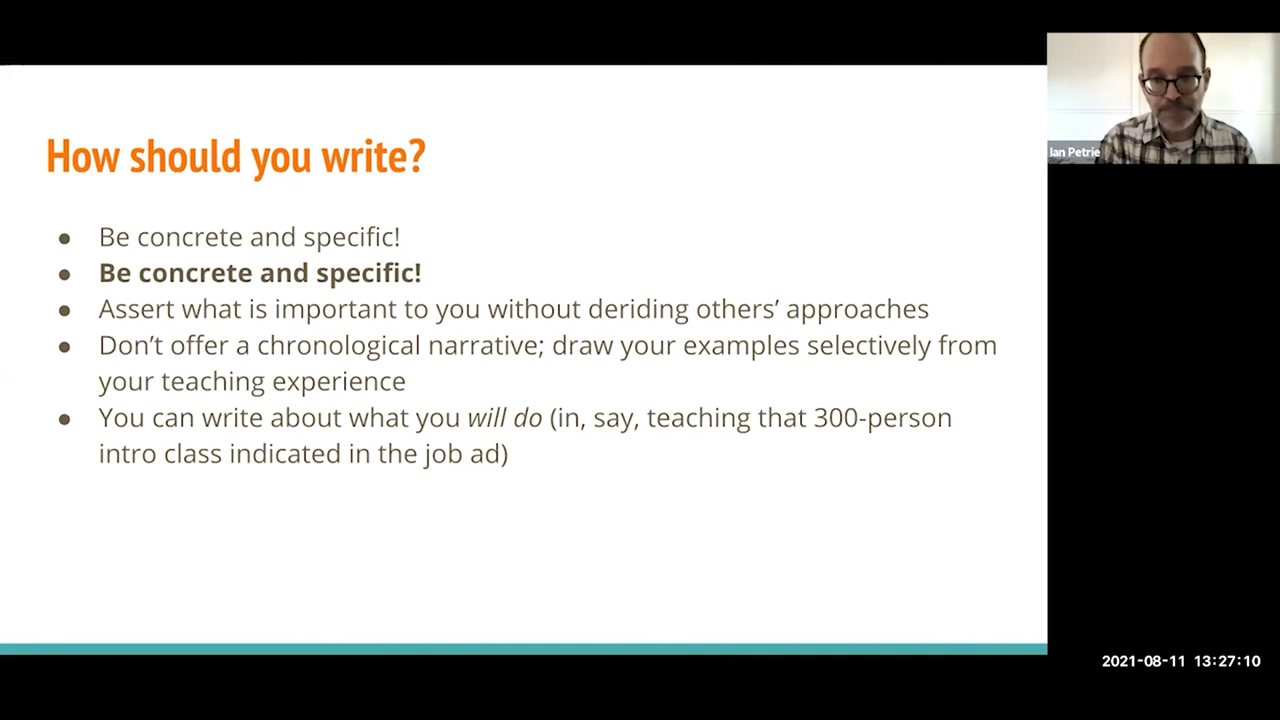 How should you write?
● Be concrete and specific!
● Be concrete and specific!
● Assert what is important to you without deriding others’ approaches
● Don’t offer a chronological narrative; draw your examples selectively from
your teaching experience
● You can write about what you will do (in, say, teaching that 300-person
intro class indicated in the job ad)
Ian Petrie
2021-08-11 13:27:10